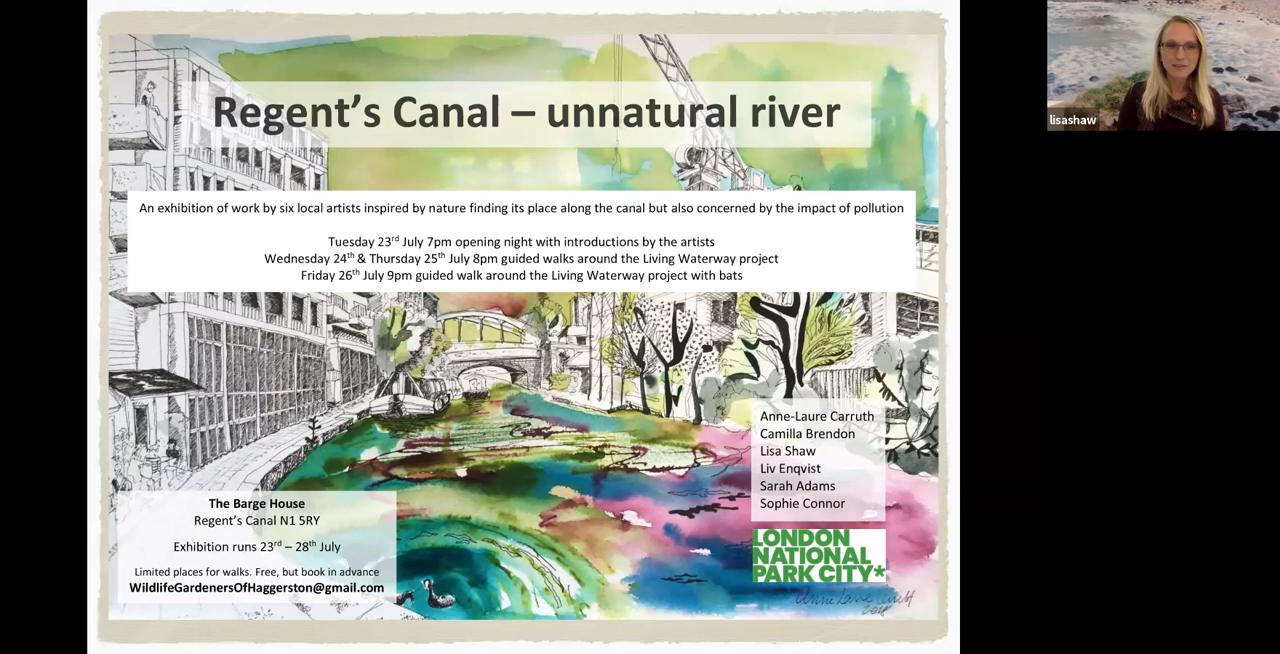 Regent's Canal – unnatural river
lisashaw
An exhibition of work by six local artists inspired by nature finding its place along the canal but also concerned by the impact of pollution
Tuesday 23rd July 7pm opening night with introductions by the artists
Wednesday 24th & Thursday 25th July 8pm guided walks around the Living Waterway project
Friday 26th July 9pm guided walk around the Living Waterway project with bats
Anne-Laure Carruth
Camilla Brendon
Lisa Shaw
Liv Enqvist
Sarah Adams
Sophie Connor
The Barge House
Regent's Canal N1 5RY
Exhibition runs 23rd – 28th July
Limited places for walks. Free, but book in advance
WildlifeGardenersOfHaggerston@gmail.com
LONDON
NATIONAL
PARK CITY*
2018